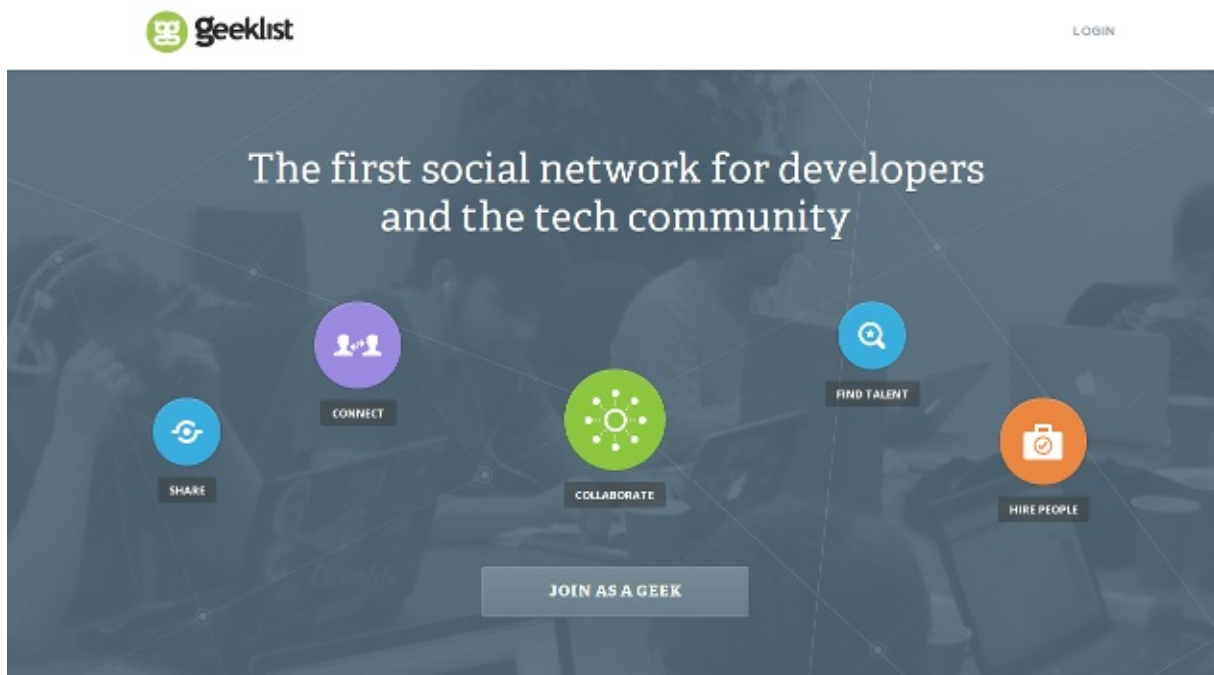 geeklist
LOGIN
The first social network for developers
and the tech community
SHARE
CONNECT
COLLABORATE
FIND TALENT
HIRE PEOPLE
JOIN AS A GEEK